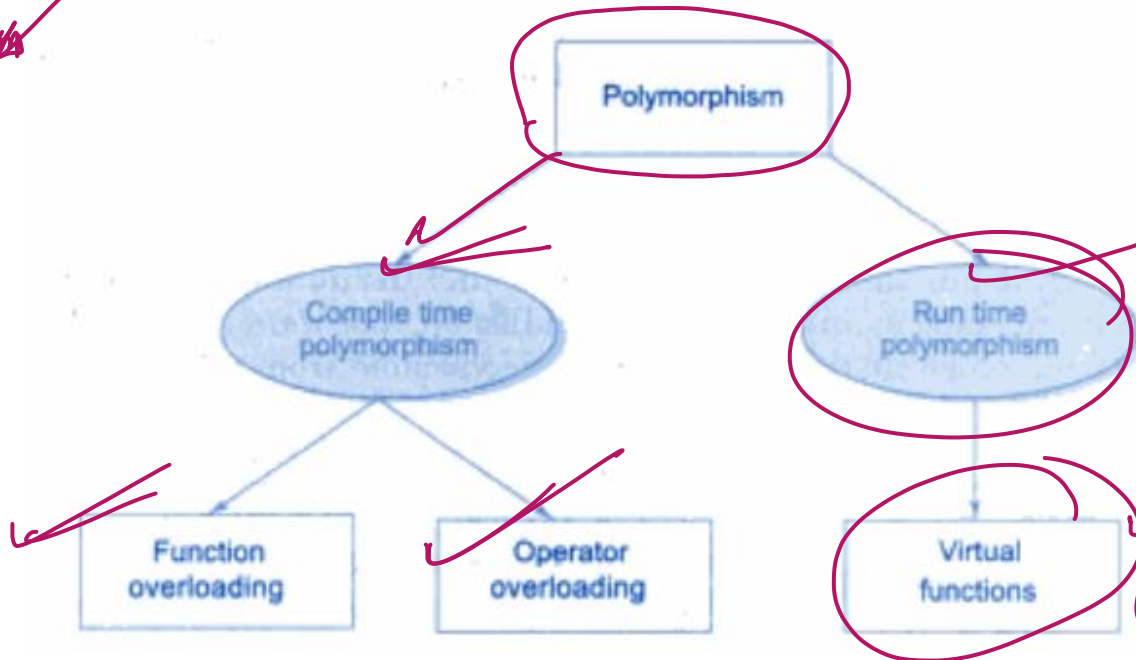 Polymorphism
Compile time
polymorphism
Run time
polymorphism
Function
overloading
Operator
overloading
Virtual
functions